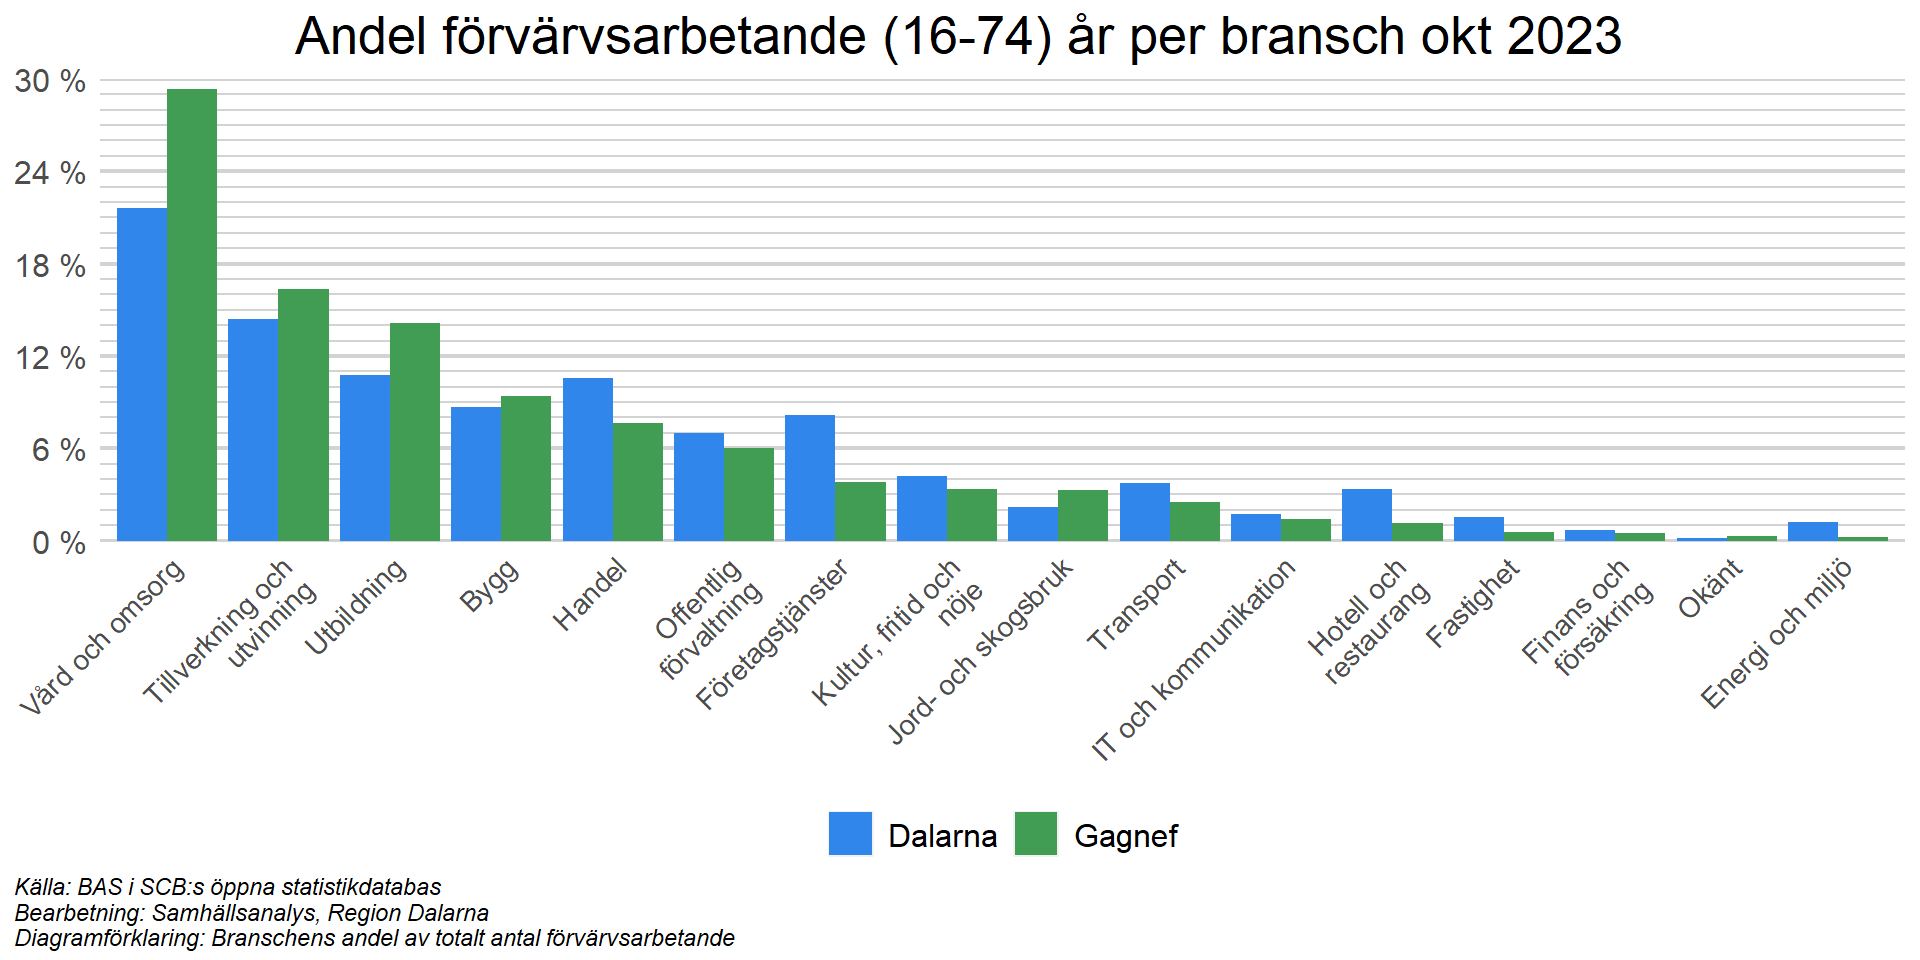 Andel förvärvsarbetande (16-74) år per bransch okt 2023
30 %
24 %
18 %
12 %
6 %
0 %
Vård och omsorg
Tillverkning och
utvinning
Utbildning
Bygg
Handel
Offentlig
förvaltning
Företagstjänster
Kultur, fritid och
nöje
Jord- och skogsbruk
Transport
IT och kommunikation
Hotell och
restaurang
Fastighet
Finans och
försäkring
Okänt
Energi och miljö
Dalarna
Gagnef
Källa: BAS i SCB:s öppna statistikdatabas
Bearbetning: Samhällsanalys, Region Dalarna
Diagramförklaring: Branschens andel av totalt antal förvärvsarbetande